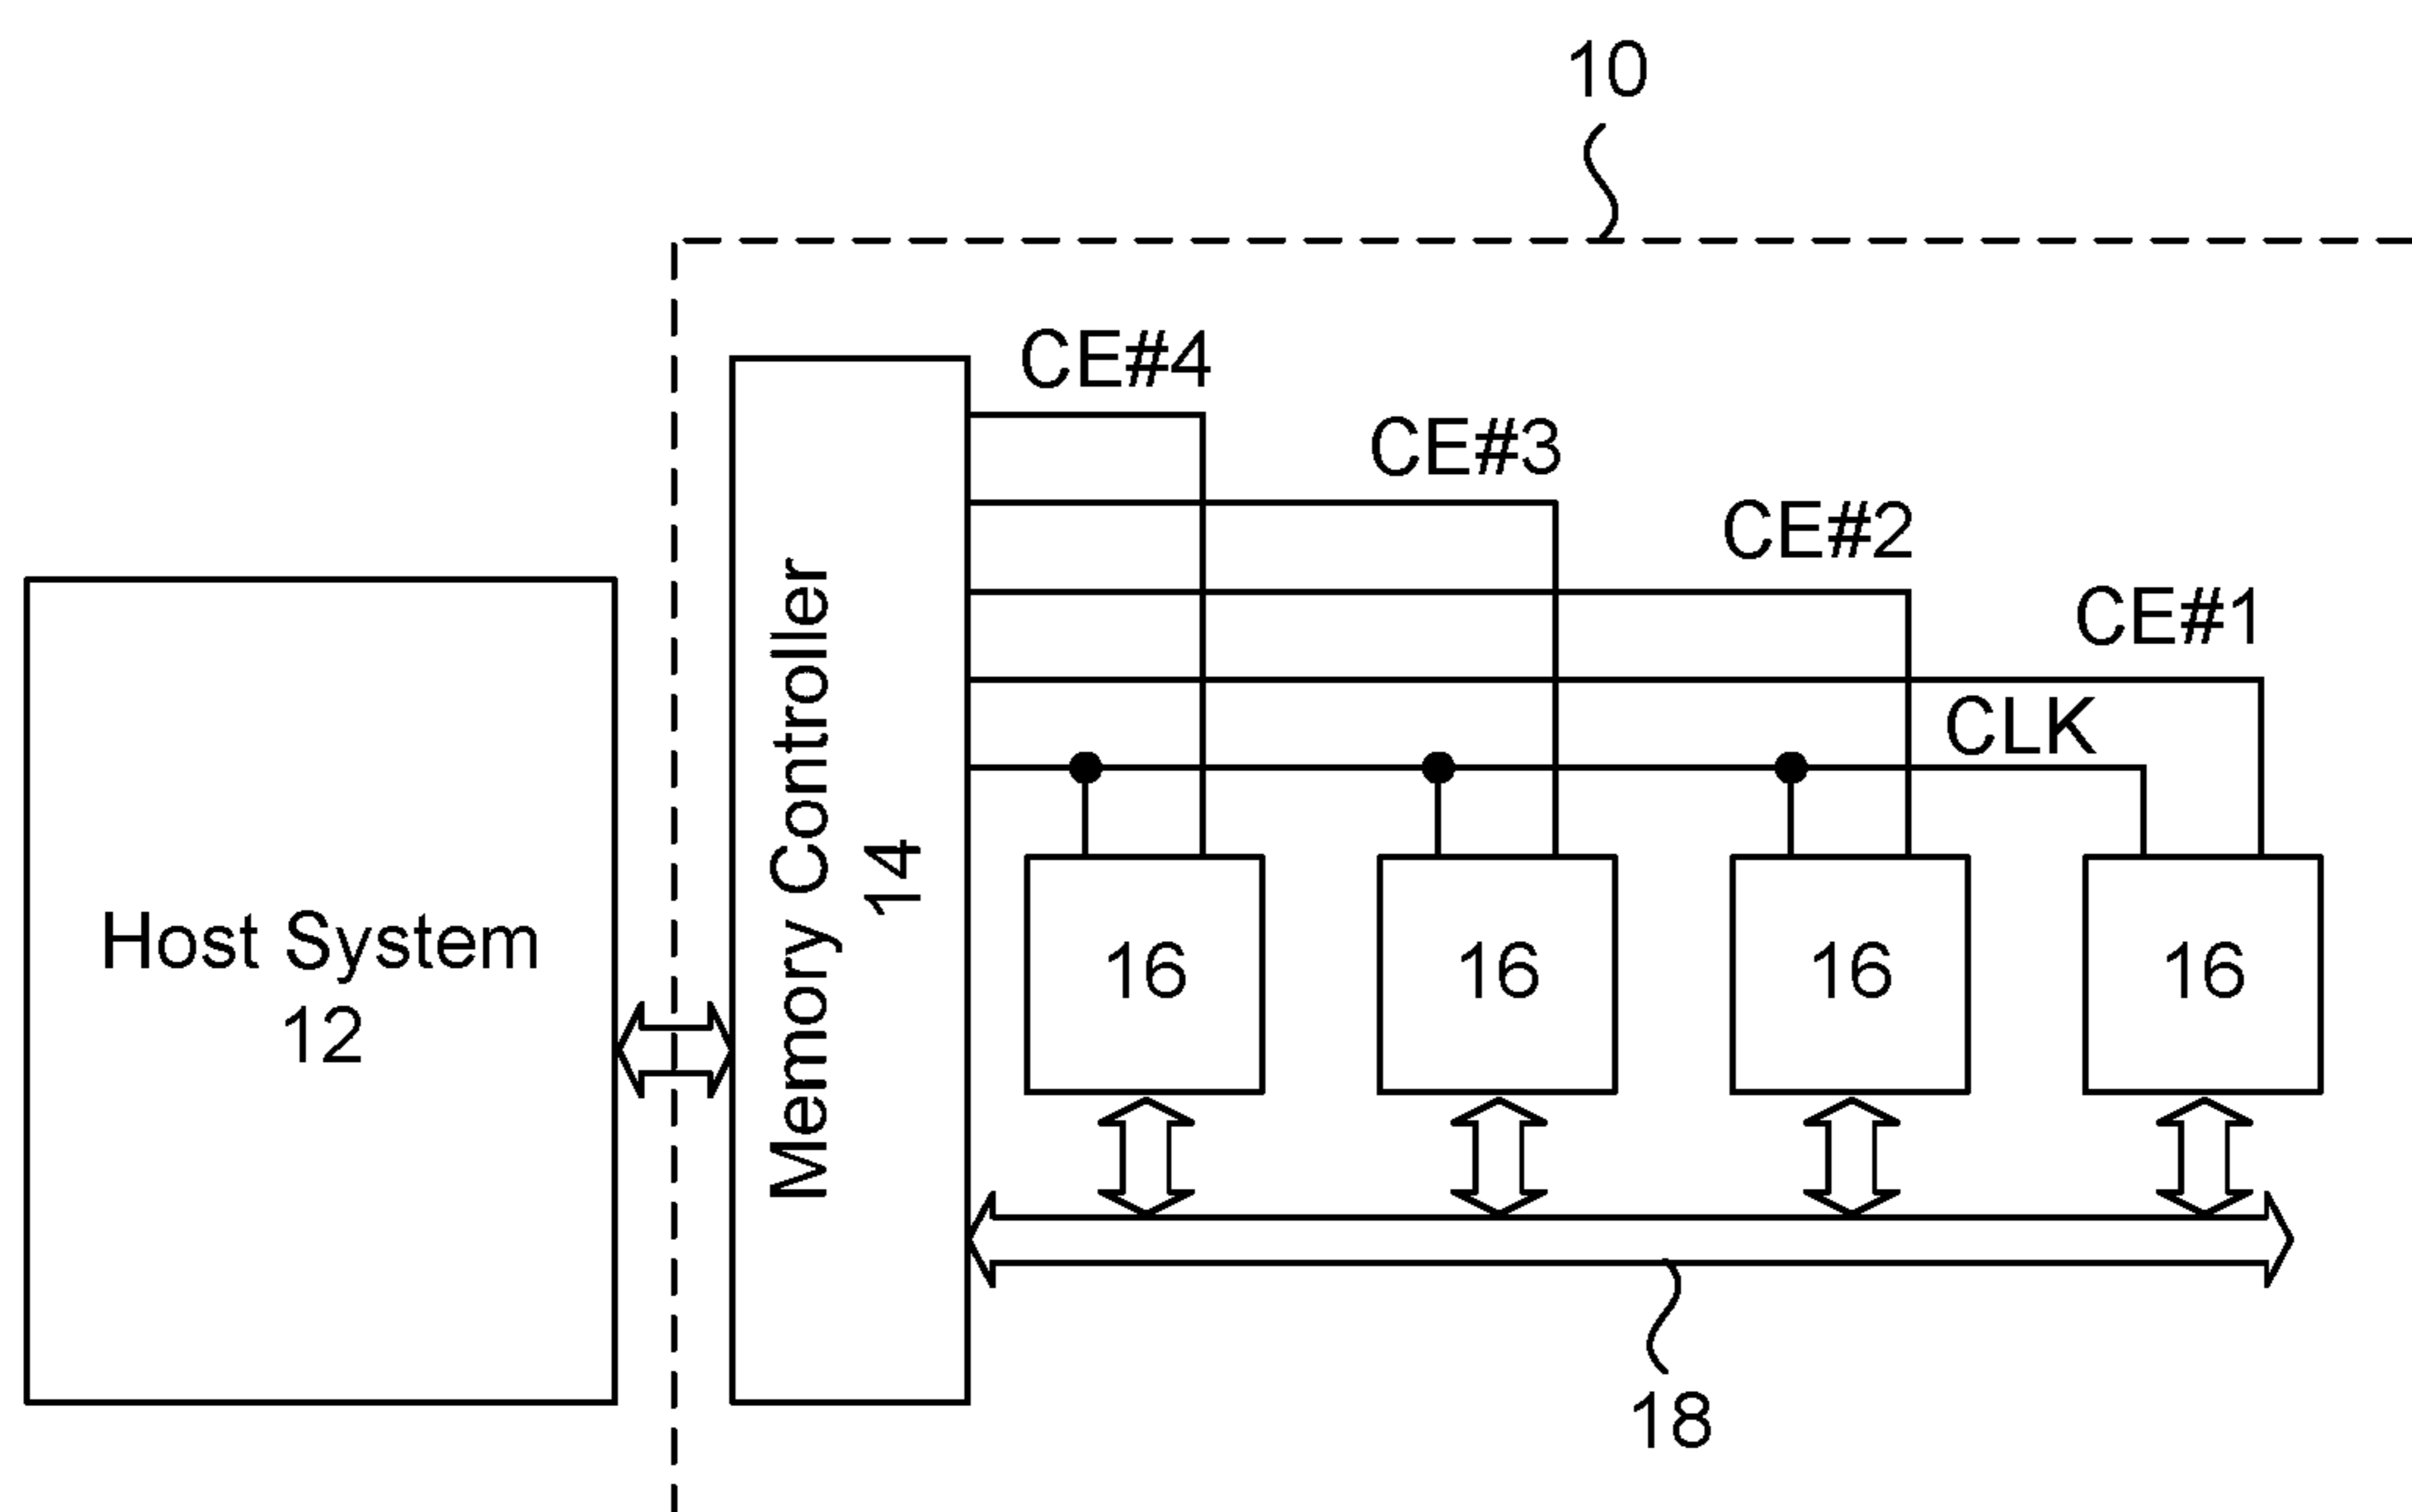 10
CE#4
CE#3
CE#2
CE#1
CLK
Memory Controller
14
Host System
12
16
16
16
16
18